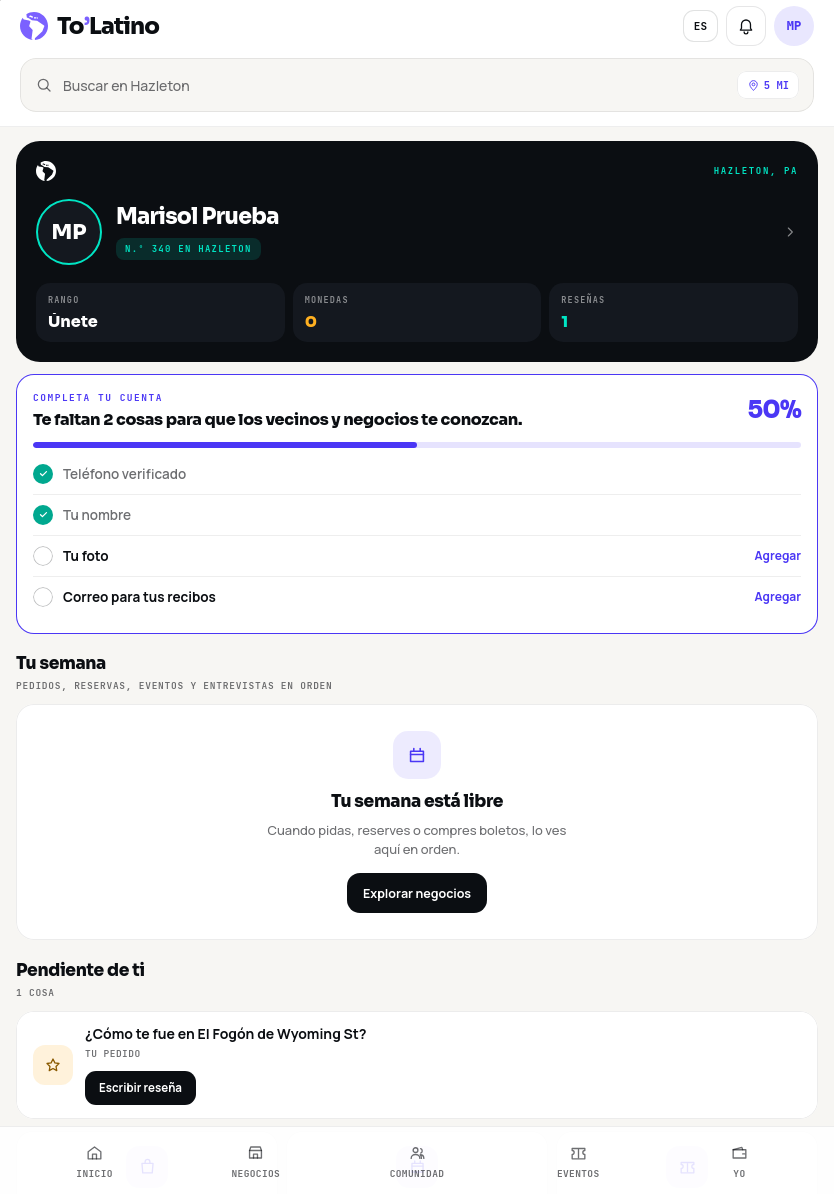 To'Latino
ES
MP
Buscar en Hazleton
5 MI
HAZLETON, PA
MP
Marisol Prueba
N.° 340 EN HAZLETON
RANGO
Únete
MONEDAS
0
RESEÑAS
1
COMPLETA TU CUENTA
Te faltan 2 cosas para que los vecinos y negocios te conozcan.
50%
Teléfono verificado
Tu nombre
Tu foto
Agregar
Correo para tus recibos
Agregar
Tu semana
PEDIDOS, RESERVAS, EVENTOS Y ENTREVISTAS EN ORDEN
Tu semana está libre
Cuando pidas, reserves o compres boletos, lo ves
aquí en orden.
Explorar negocios
Pendiente de ti
1 COSA
¿Cómo te fue en El Fogón de Wyoming St?
TU PEDIDO
Escribir reseña
INICIO
NEGOCIOS
COMUNIDAD
EVENTOS
YO